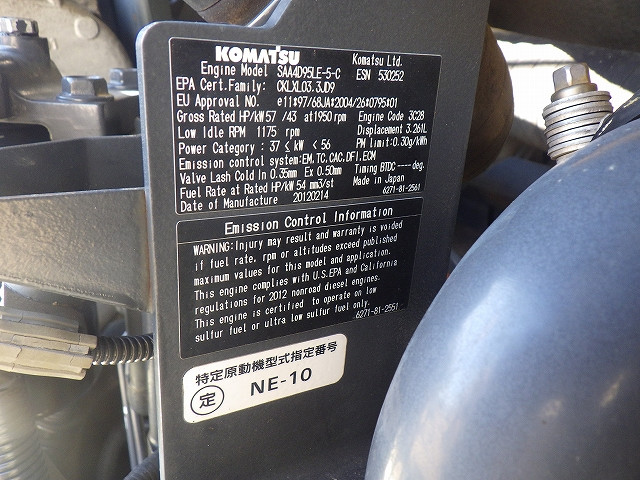 KOMATSU Komatsu Ltd.
Engine Model SAA4D95LE-5-C ESN 530252
EPA Cert.Family: CKLXL03.3JD9
EU Approval NO. e11*97/68JA*2004/26*0795*01
Gross Rated HP/kW 57 /43 at 1950 rpm Engine Code 3C28
Low Idle RPM 1175 rpm Displacement 3.261L
Power Category : 37 ≤ kW < 56 PM limit:0.30g/kWh
Emission control system:EM,TC,CAC,DFI,ECM
Valve Lash Cold In 0.35mm Ex 0.50mm Timing BTDC ----deg.
Fuel Rate at Rated HP/kW 54 mm3/st Made in Japan
Date of Manufacture 20120214 6271-81-2561
Emission Control Information
WARNING:Injury may result and warranty is voided
if fuel rate, rpm or altitudes exceed published
maximum values for this model and application.
This engine complies with U.S.EPA and California
regulations for 2012 nonroad diesel engines.
This engine is certified to operate on low
sulfur fuel or ultra low sulfur fuel only. 6271-81-2551
特定原動機型式指定番号
定 NE-10